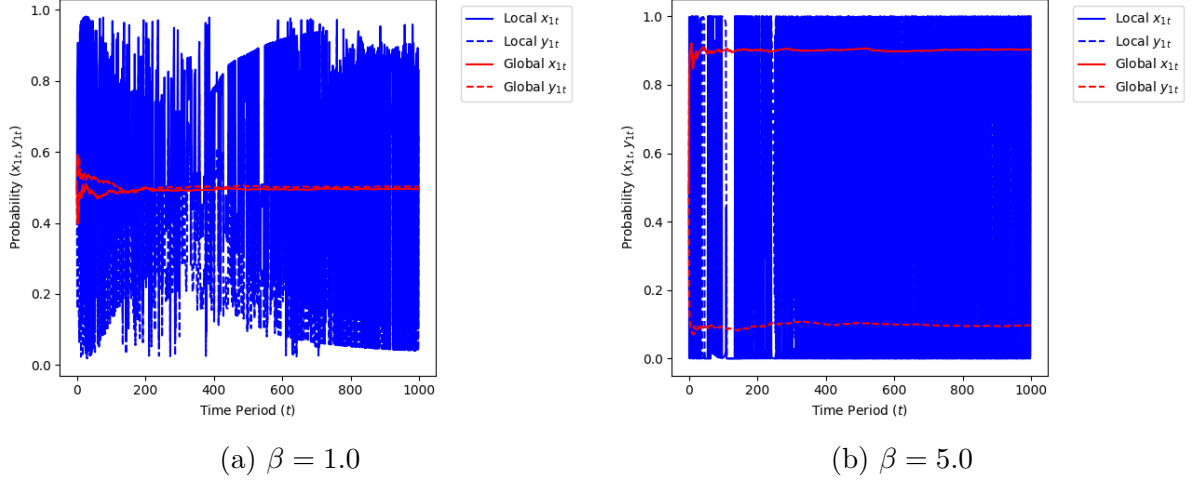 1.0
0.8
0.6
0.4
0.2
0.0
Probability (x₁ₜ, y₁ₜ)
0 200 400 600 800 1000
Time Period (t)
Local x₁ₜ
Local y₁ₜ
Global x₁ₜ
Global y₁ₜ
(a) β = 1.0
1.0
0.8
0.6
0.4
0.2
0.0
Probability (x₁ₜ, y₁ₜ)
0 200 400 600 800 1000
Time Period (t)
Local x₁ₜ
Local y₁ₜ
Global x₁ₜ
Global y₁ₜ
(b) β = 5.0